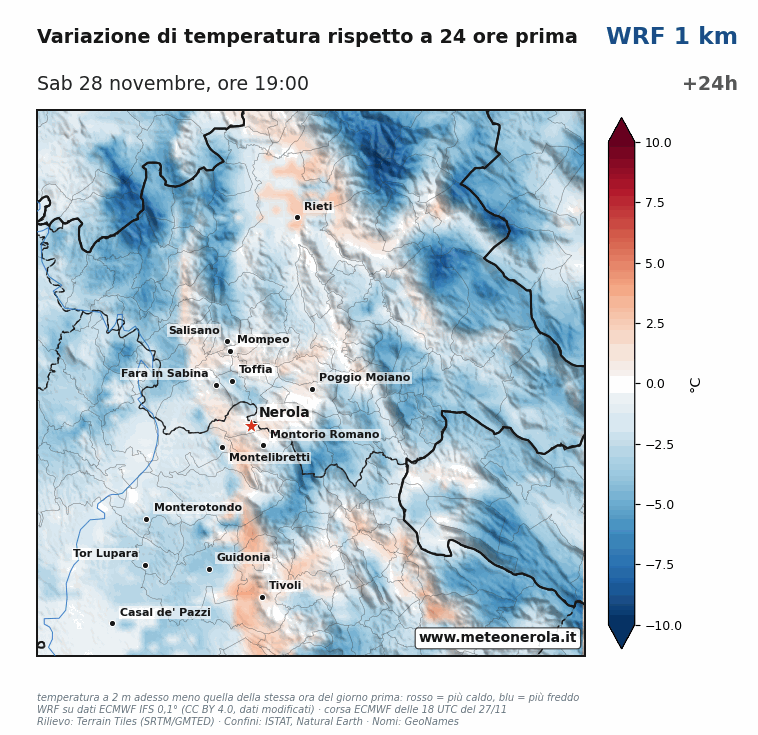 Variazione di temperatura rispetto a 24 ore prima
WRF 1 km
Sab 28 novembre, ore 19:00
+24h
Rieti
Salisano
Mompeo
Fara in Sabina
Toffia
Poggio Moiano
Nerola
Montorio Romano
Montelibretti
Monterotondo
Tor Lupara
Guidonia
Tivoli
Casal de' Pazzi
www.meteonerola.it
10.0
7.5
5.0
2.5
0.0
−2.5
−5.0
−7.5
−10.0
°C
temperatura a 2 m adesso meno quella della stessa ora del giorno prima: rosso = più caldo, blu = più freddo
WRF su dati ECMWF IFS 0,1° (CC BY 4.0, dati modificati) · corsa ECMWF delle 18 UTC del 27/11
Rilievo: Terrain Tiles (SRTM/GMTED) · Confini: ISTAT, Natural Earth · Nomi: GeoNames